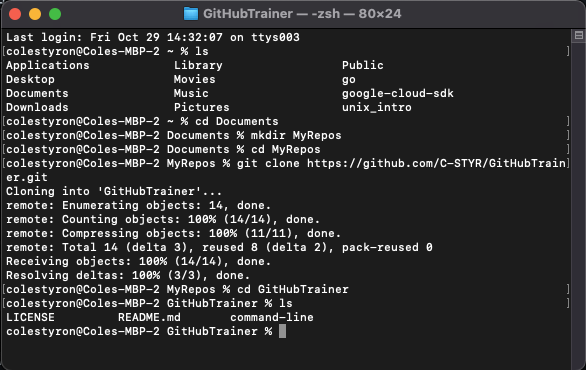 GitHubTrainer — -zsh — 80×24
Last login: Fri Oct 29 14:32:07 on ttys003
[colestyron@Coles-MBP-2 ~ % ls ]
Applications Library Public
Desktop Movies go
Documents Music google-cloud-sdk
Downloads Pictures unix_intro
[colestyron@Coles-MBP-2 ~ % cd Documents ]
[colestyron@Coles-MBP-2 Documents % mkdir MyRepos ]
[colestyron@Coles-MBP-2 Documents % cd MyRepos ]
[colestyron@Coles-MBP-2 MyRepos % git clone https://github.com/C-STYR/GitHubTrain]
er.git
Cloning into 'GitHubTrainer'...
remote: Enumerating objects: 14, done.
remote: Counting objects: 100% (14/14), done.
remote: Compressing objects: 100% (11/11), done.
remote: Total 14 (delta 3), reused 8 (delta 2), pack-reused 0
Receiving objects: 100% (14/14), done.
Resolving deltas: 100% (3/3), done.
[colestyron@Coles-MBP-2 MyRepos % cd GitHubTrainer ]
[colestyron@Coles-MBP-2 GitHubTrainer % ls ]
LICENSE README.md command-line
colestyron@Coles-MBP-2 GitHubTrainer %